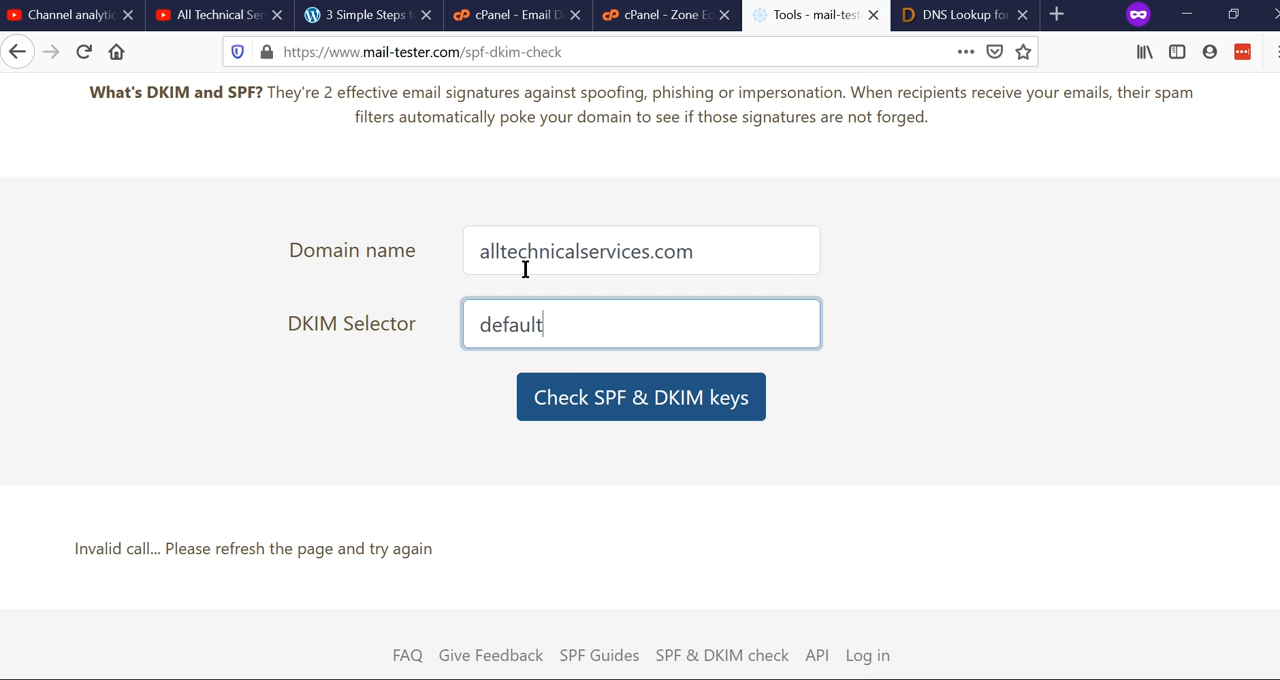 Channel analytic
All Technical Ser
3 Simple Steps t
cPanel - Email D
cPanel - Zone E
Tools - mail-test
DNS Lookup for
https://www.mail-tester.com/spf-dkim-check
What's DKIM and SPF? They're 2 effective email signatures against spoofing, phishing or impersonation. When recipients receive your emails, their spam
filters automatically poke your domain to see if those signatures are not forged.
Domain name
alltechnicalservices.com
DKIM Selector
default
Check SPF & DKIM keys
Invalid call... Please refresh the page and try again
FAQ Give Feedback SPF Guides SPF & DKIM check API Log in